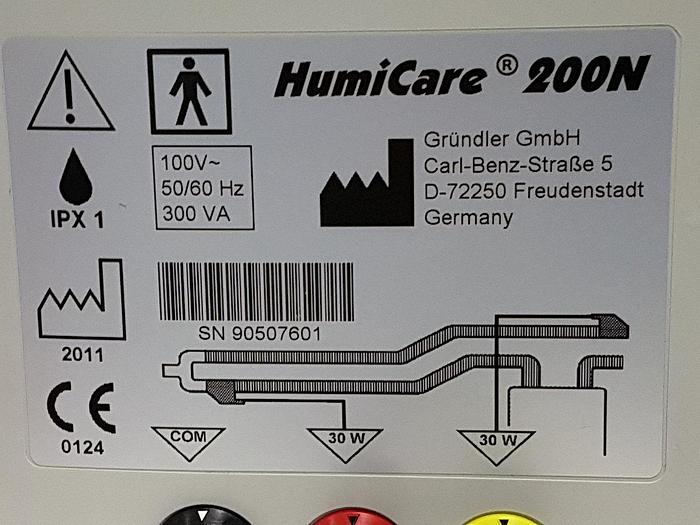 HumiCare® 200N
100V~
50/60 Hz
300 VA
Gründler GmbH
Carl-Benz-Straße 5
D-72250 Freudenstadt
Germany
IPX 1
SN 90507601
2011
CE
0124
COM
30 W
30 W